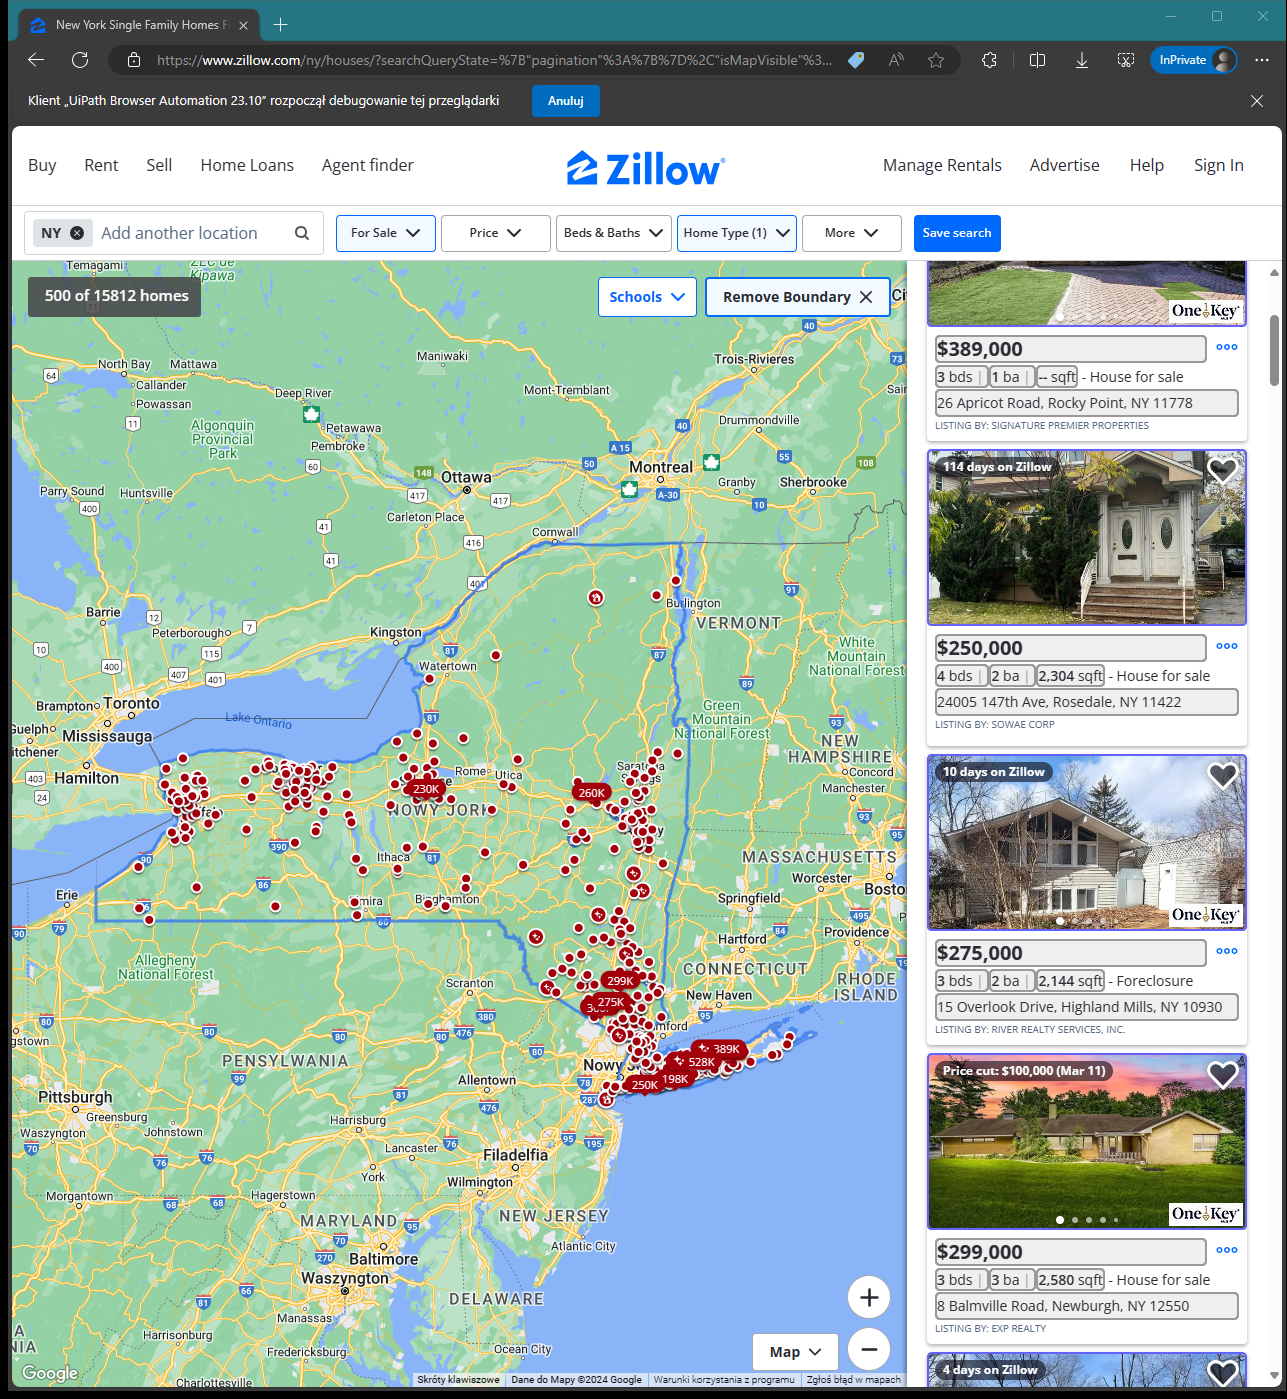 New York Single Family Homes F
https://www.zillow.com/ny/houses/?searchQueryState=%7B"pagination"%3A%7B%7D%2C"isMapVisible"%3...
InPrivate
Klient „UiPath Browser Automation 23.10” rozpoczął debugowanie tej przeglądarki
Anuluj
Buy
Rent
Sell
Home Loans
Agent finder
Zillow
Manage Rentals
Advertise
Help
Sign In
NY
Add another location
For Sale
Price
Beds & Baths
Home Type (1)
More
Save search
500 of 15812 homes
Schools
Remove Boundary
Temagami
ZEC de
Kipawa
North Bay
Mattawa
Callander
Powassan
Deep River
Petawawa
Pembroke
Algonquin
Provincial
Park
Maniwaki
Mont-Tremblant
Trois-Rivieres
Drummondville
Montreal
Granby
Sherbrooke
Ottawa
Carleton Place
Cornwall
Parry Sound
Huntsville
Barrie
Peterborough
Kingston
Watertown
Burlington
VERMONT
White
Mountain
National Forest
Brampton
Toronto
Mississauga
Lake Ontario
Hamilton
Green
Mountain
National Forest
NEW
HAMPSHIRE
Concord
Manchester
Rome
Utica
230K
260K
NOWY JORK
Ithaca
Binghamton
MASSACHUSETTS
Worcester
Boston
Springfield
Providence
Hartford
CONNECTICUT
RHODE
ISLAND
New Haven
Erie
Allegheny
National Forest
Scranton
299K
275K
389K
528K
198K
250K
PENSYLWANIA
Allentown
Pittsburgh
Greensburg
Waszyngton
Johnstown
Harrisburg
Lancaster
York
Filadelfia
Wilmington
Morgantown
Hagerstown
MARYLAND
NEW JERSEY
Atlantic City
Baltimore
Waszyngton
DELAWARE
Manassas
Harrisonburg
Fredericksburg
Ocean City
Charlottesville
Map
Google
Skróty klawiszowe
Dane do Mapy ©2024 Google
Warunki korzystania z programu
Zgłoś błąd w mapach
OneKey
$389,000
3 bds | 1 ba | -- sqft - House for sale
26 Apricot Road, Rocky Point, NY 11778
LISTING BY: SIGNATURE PREMIER PROPERTIES
114 days on Zillow
$250,000
4 bds | 2 ba | 2,304 sqft - House for sale
24005 147th Ave, Rosedale, NY 11422
LISTING BY: SOWAE CORP
10 days on Zillow
OneKey
$275,000
3 bds | 2 ba | 2,144 sqft - Foreclosure
15 Overlook Drive, Highland Mills, NY 10930
LISTING BY: RIVER REALTY SERVICES, INC.
Price cut: $100,000 (Mar 11)
OneKey
$299,000
3 bds | 3 ba | 2,580 sqft - House for sale
8 Balmville Road, Newburgh, NY 12550
LISTING BY: EXP REALTY
4 days on Zillow